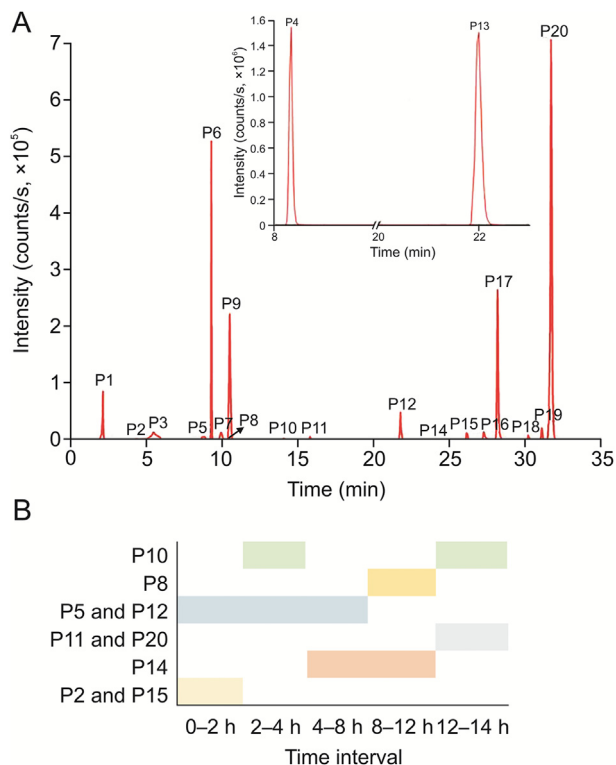 A
Intensity (counts/s, ×10⁵)
7
6
5
4
3
2
1
0
P1
P2
P3
P5
P6
P7
P8
P9
P10
P11
P12
P14
P15
P16
P17
P18
P19
P20
0
5
10
15
20
25
30
35
Time (min)
Intensity (counts/s, ×10⁶)
1.6
1.4
1.2
1.0
0.8
0.6
0.4
0.2
0
P4
P13
8
20
22
Time (min)
B
P10
P8
P5 and P12
P11 and P20
P14
P2 and P15
0–2 h 2–4 h 4–8 h 8–12 h 12–14 h
Time interval